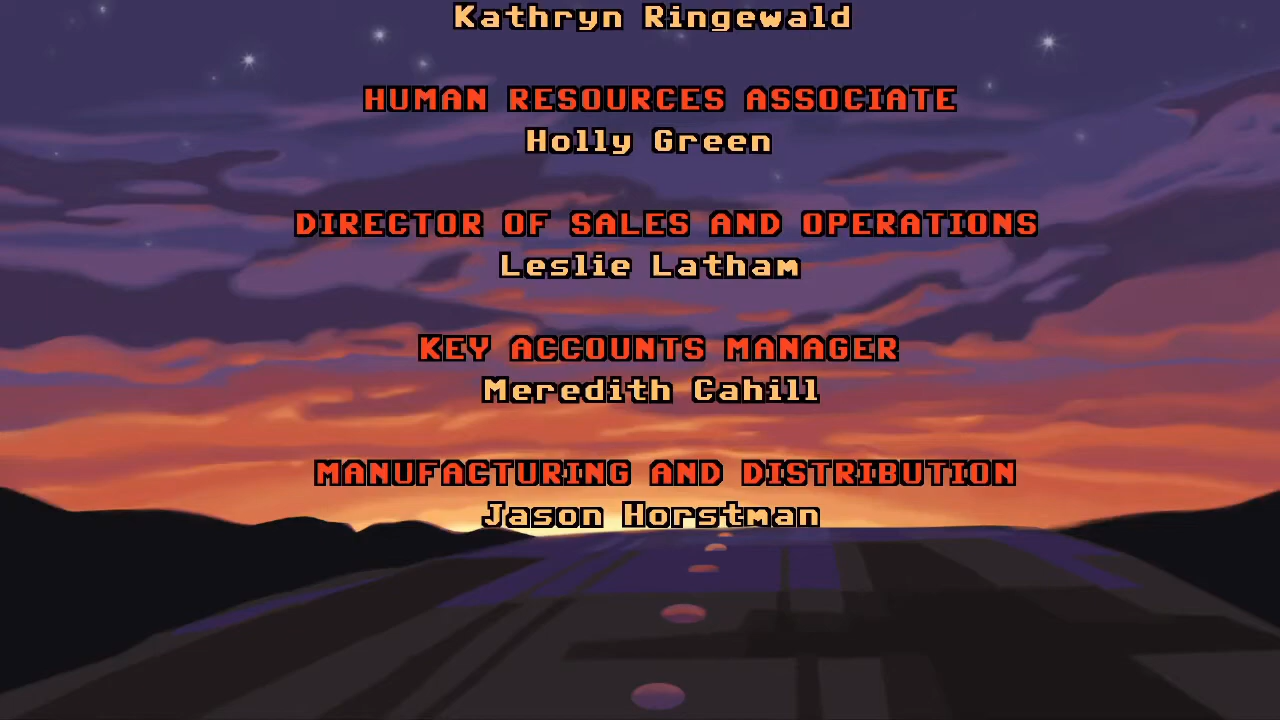 Kathryn Ringewald
HUMAN RESOURCES ASSOCIATE
Holly Green
DIRECTOR OF SALES AND OPERATIONS
Leslie Latham
KEY ACCOUNTS MANAGER
Meredith Cahill
MANUFACTURING AND DISTRIBUTION
Jason Horstman